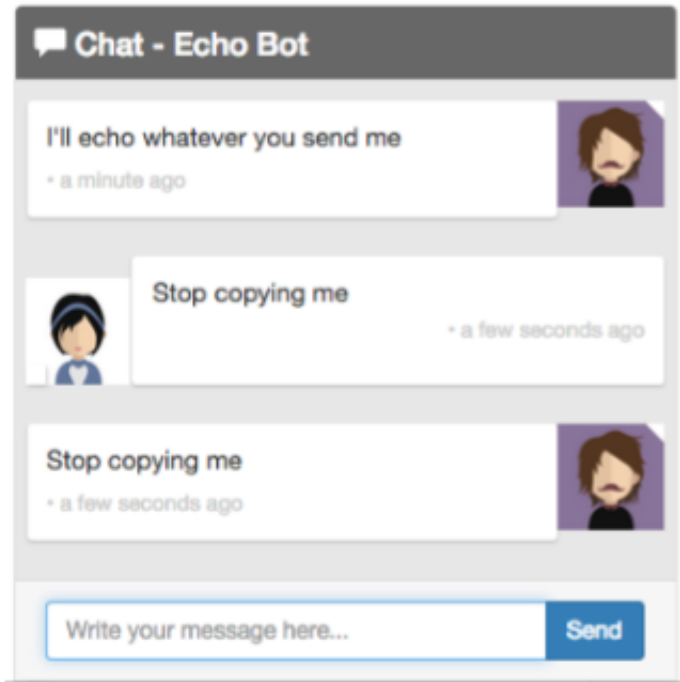 Chat - Echo Bot
I'll echo whatever you send me
• a minute ago
Stop copying me
• a few seconds ago
Stop copying me
• a few seconds ago
Write your message here...
Send